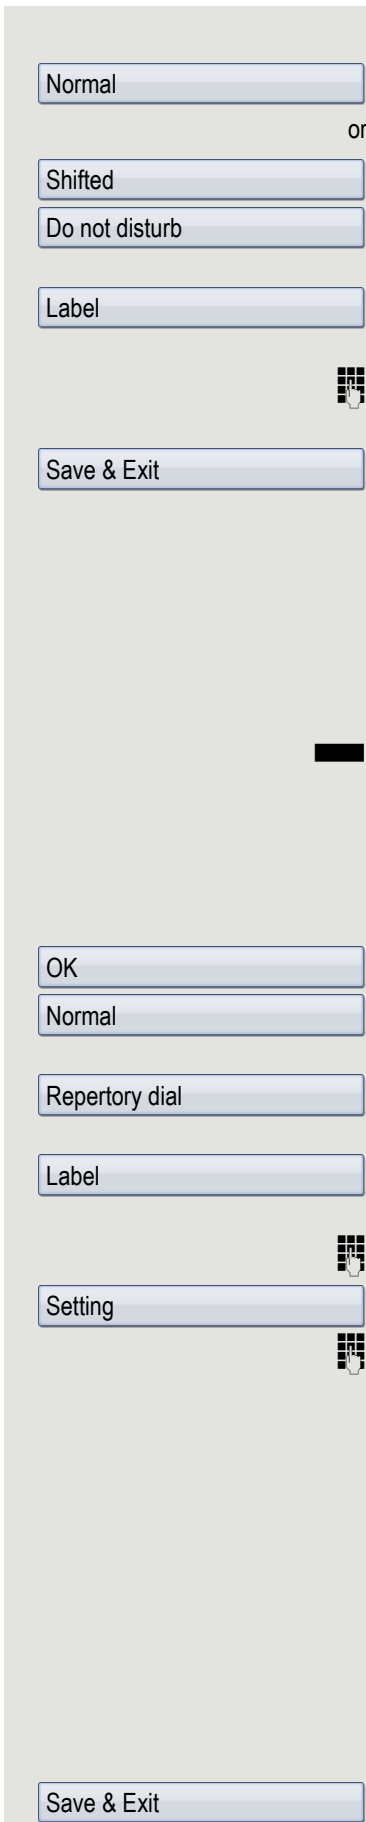 Normal
or
Shifted
Do not disturb
Label
Save & Exit
OK
Normal
Repertory dial
Label
Setting
Save & Exit